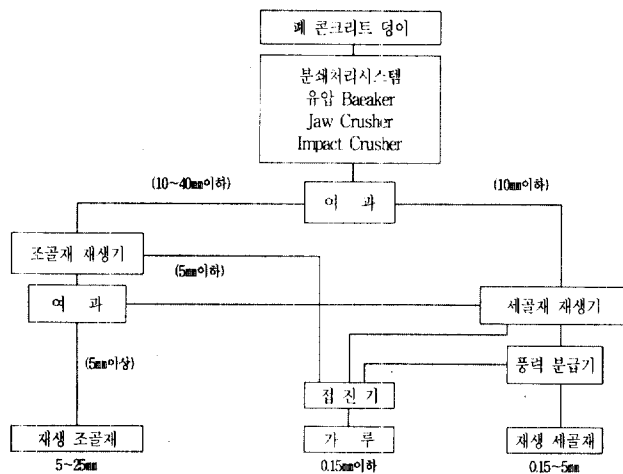 폐 콘크리트 덩이
분쇄처리시스템
유압 Baeaker
Jaw Crusher
Impact Crusher
(10~40mm이하)
(10mm이하)
여 과
조골재 재생기
(5mm이하)
여 과
세골재 재생기
(5mm이상)
풍력 분급기
접 진 기
재생 조골재
가 루
재생 세골재
5~25mm
0.15mm이하
0.15~5mm